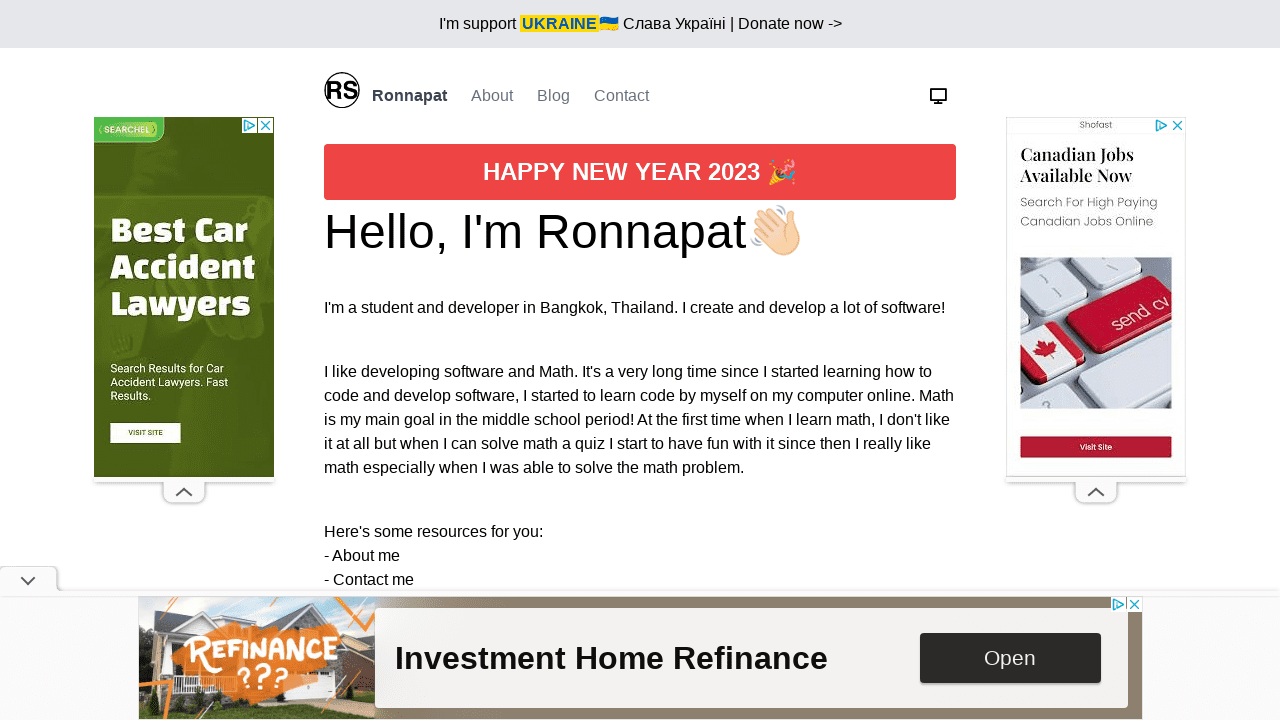 I'm support UKRAINE🇺🇦 Слава Україні | Donate now ->
RS Ronnapat About Blog Contact
HAPPY NEW YEAR 2023 🎉
Hello, I'm Ronnapat👋🏻
I'm a student and developer in Bangkok, Thailand. I create and develop a lot of software!
I like developing software and Math. It's a very long time since I started learning how to
code and develop software, I started to learn code by myself on my computer online. Math
is my main goal in the middle school period! At the first time when I learn math, I don't like
it at all but when I can solve math a quiz I start to have fun with it since then I really like
math especially when I was able to solve the math problem.
Here's some resources for you:
- About me
- Contact me
SEARCHEL
Best Car
Accident
Lawyers
Search Results for Car
Accident Lawyers. Fast
Results.
VISIT SITE
Shofast
Canadian Jobs
Available Now
Search For High Paying
Canadian Jobs Online
send cv
Visit Site
REFINANCE
???
Investment Home Refinance
Open